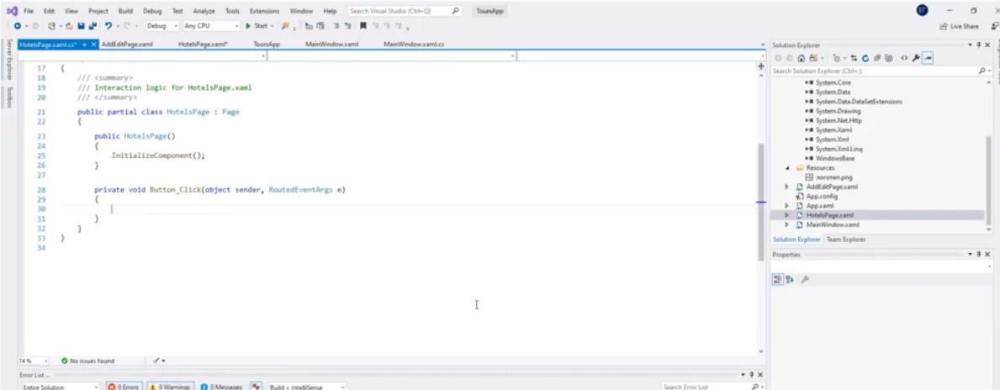 File Edit View Project Build Debug Test Analyze Tools Extensions Window Help Search Visual Studio (Ctrl+Q) ToursApp
Debug Any CPU Start Live Share
HotelsPage.xaml.cs* AddEditPage.xaml HotelsPage.xaml* ToursApp MainWindow.xaml MainWindow.xaml.cs
Server Explorer
Toolbox
17 {
18 /// <summary>
19 /// Interaction logic for HotelsPage.xaml
20 /// </summary>
21 public partial class HotelsPage : Page
22 {
23 public HotelsPage()
24 {
25 InitializeComponent();
26 }
27
28 private void Button_Click(object sender, RoutedEventArgs e)
29 {
30
31 }
32 }
33 }
34
74 % No issues found
Error List ...
Entire Solution 0 Errors 0 Warnings 0 Messages Build + IntelliSense Search Error List
Solution Explorer
Search Solution Explorer (Ctrl+;)
System.Core
System.Data
System.Data.DataSetExtensions
System.Drawing
System.Net.Http
System.Xaml
System.Xml
System.Xml.Linq
WindowsBase
Resources
логотип.png
AddEditPage.xaml
App.config
App.xaml
HotelsPage.xaml
MainWindow.xaml
Solution Explorer Team Explorer
Properties